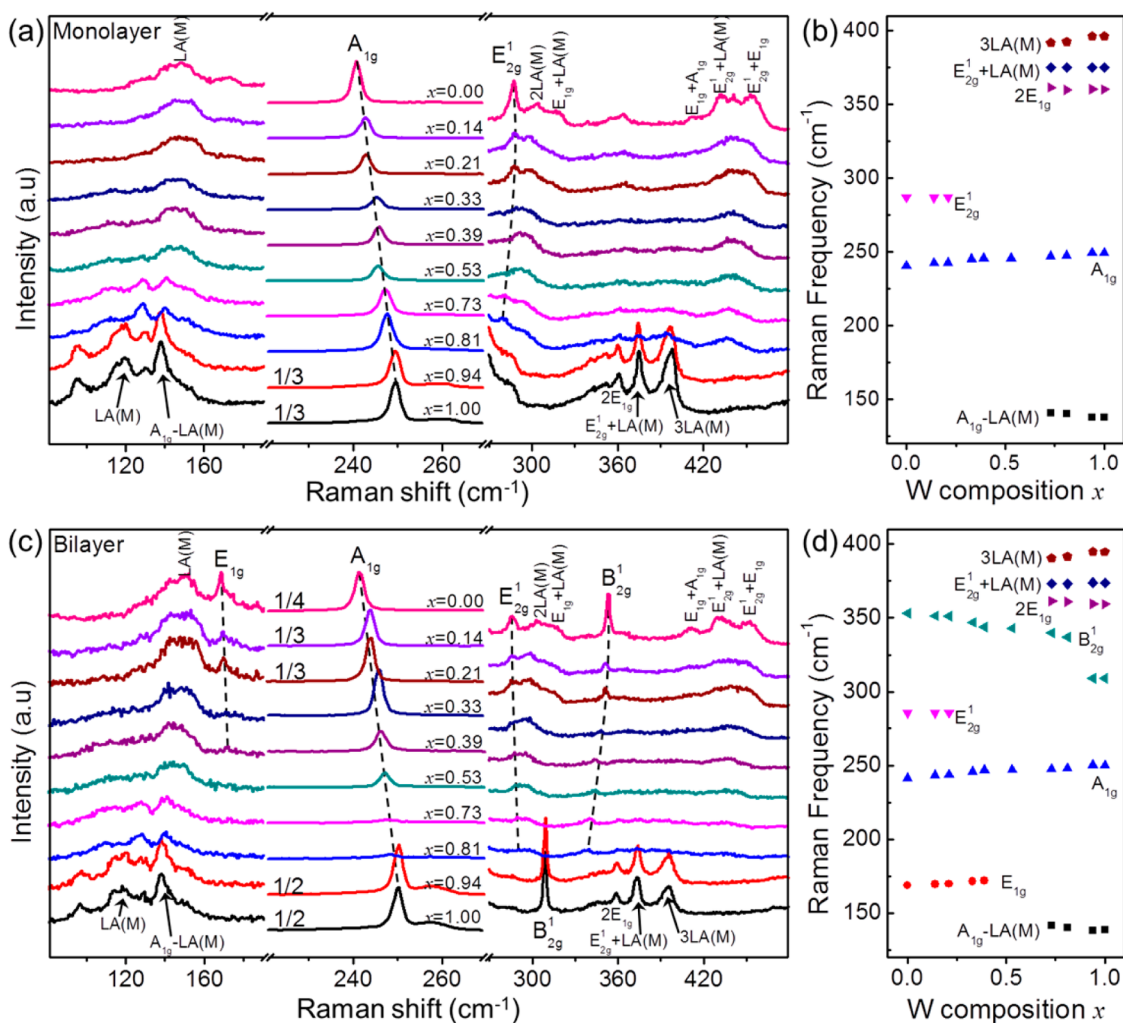 (a) Monolayer
LA(M)
A1g
E12g
2LA(M)
E1g+LA(M)
E1g+A1g
E12g+LA(M)
E12g+E1g
x=0.00
x=0.14
x=0.21
x=0.33
x=0.39
x=0.53
x=0.73
x=0.81
1/3 x=0.94
1/3 x=1.00
LA(M)
A1g-LA(M)
2E1g
E12g+LA(M)
3LA(M)
Intensity (a.u)
120 160 240 260 300 360 420
Raman shift (cm-1)
(b)
400
350
300
250
200
150
3LA(M)
E12g+LA(M)
2E1g
E12g
A1g
A1g-LA(M)
Raman Frequency (cm-1)
0.0 0.5 1.0
W composition x
(c) Bilayer
LA(M)
E1g
A1g
E12g
2LA(M)
E1g+LA(M)
B12g
E1g+A1g
E12g+LA(M)
E12g+E1g
1/4 x=0.00
1/3 x=0.14
1/3 x=0.21
x=0.33
x=0.39
x=0.53
x=0.73
x=0.81
1/2 x=0.94
1/2 x=1.00
LA(M)
A1g-LA(M)
B12g
2E1g
E12g+LA(M)
3LA(M)
Intensity (a.u)
120 160 240 260 300 360 420
Raman shift (cm-1)
(d)
400
350
300
250
200
150
3LA(M)
E12g+LA(M)
2E1g
B12g
E12g
A1g
E1g
A1g-LA(M)
Raman Frequency (cm-1)
0.0 0.5 1.0
W composition x